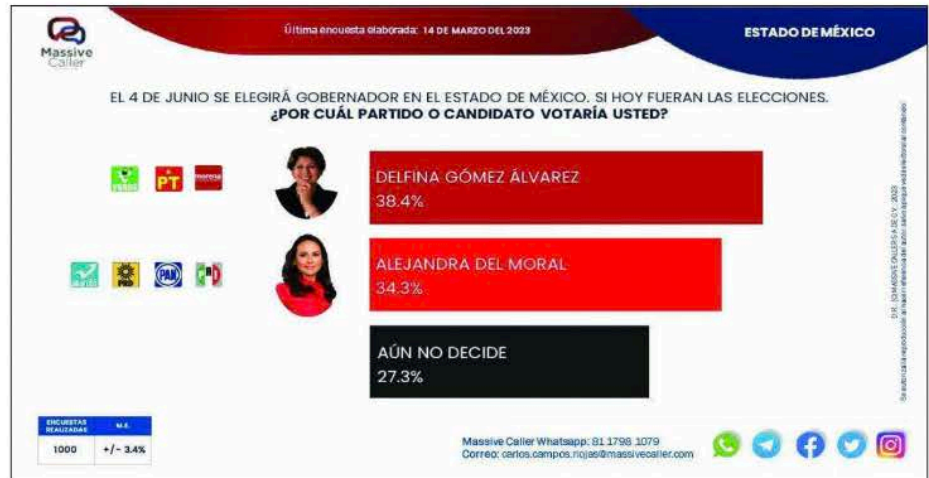 Massive
Caller
Última encuesta elaborada: 14 DE MARZO DEL 2023
ESTADO DE MÉXICO
EL 4 DE JUNIO SE ELEGIRÁ GOBERNADOR EN EL ESTADO DE MÉXICO. SI HOY FUERAN LAS ELECCIONES.
¿POR CUÁL PARTIDO O CANDIDATO VOTARÍA USTED?
VERDE
PT
morena
DELFINA GÓMEZ ÁLVAREZ
38.4%
PRD
PAN
PRI
ALEJANDRA DEL MORAL
34.3%
AÚN NO DECIDE
27.3%
ENCUESTAS
REALIZADAS
M.E.
1000
+/- 3.4%
Massive Caller Whatsapp: 81 1798 1079
Correo: carlos.campos.riojas@massivecaller.com